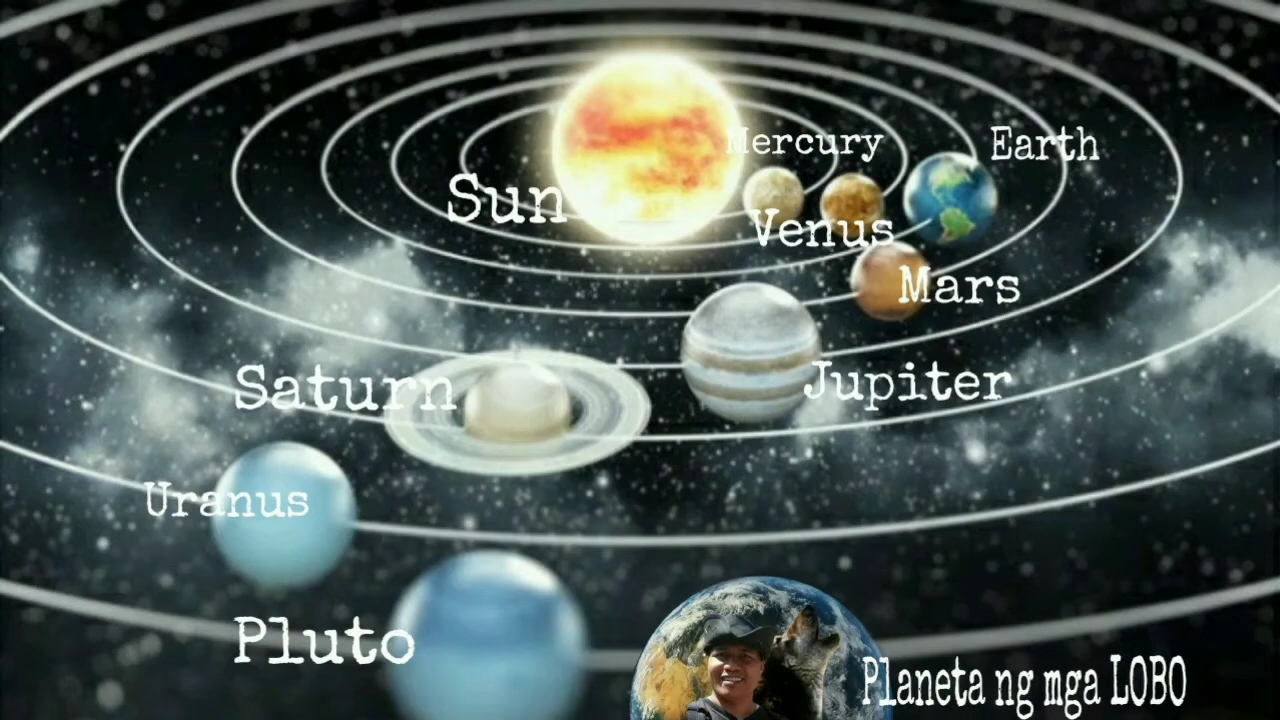 Mercury
Earth
Sun
Venus
Mars
Saturn
Jupiter
Uranus
Pluto
Planeta ng mga LOBO